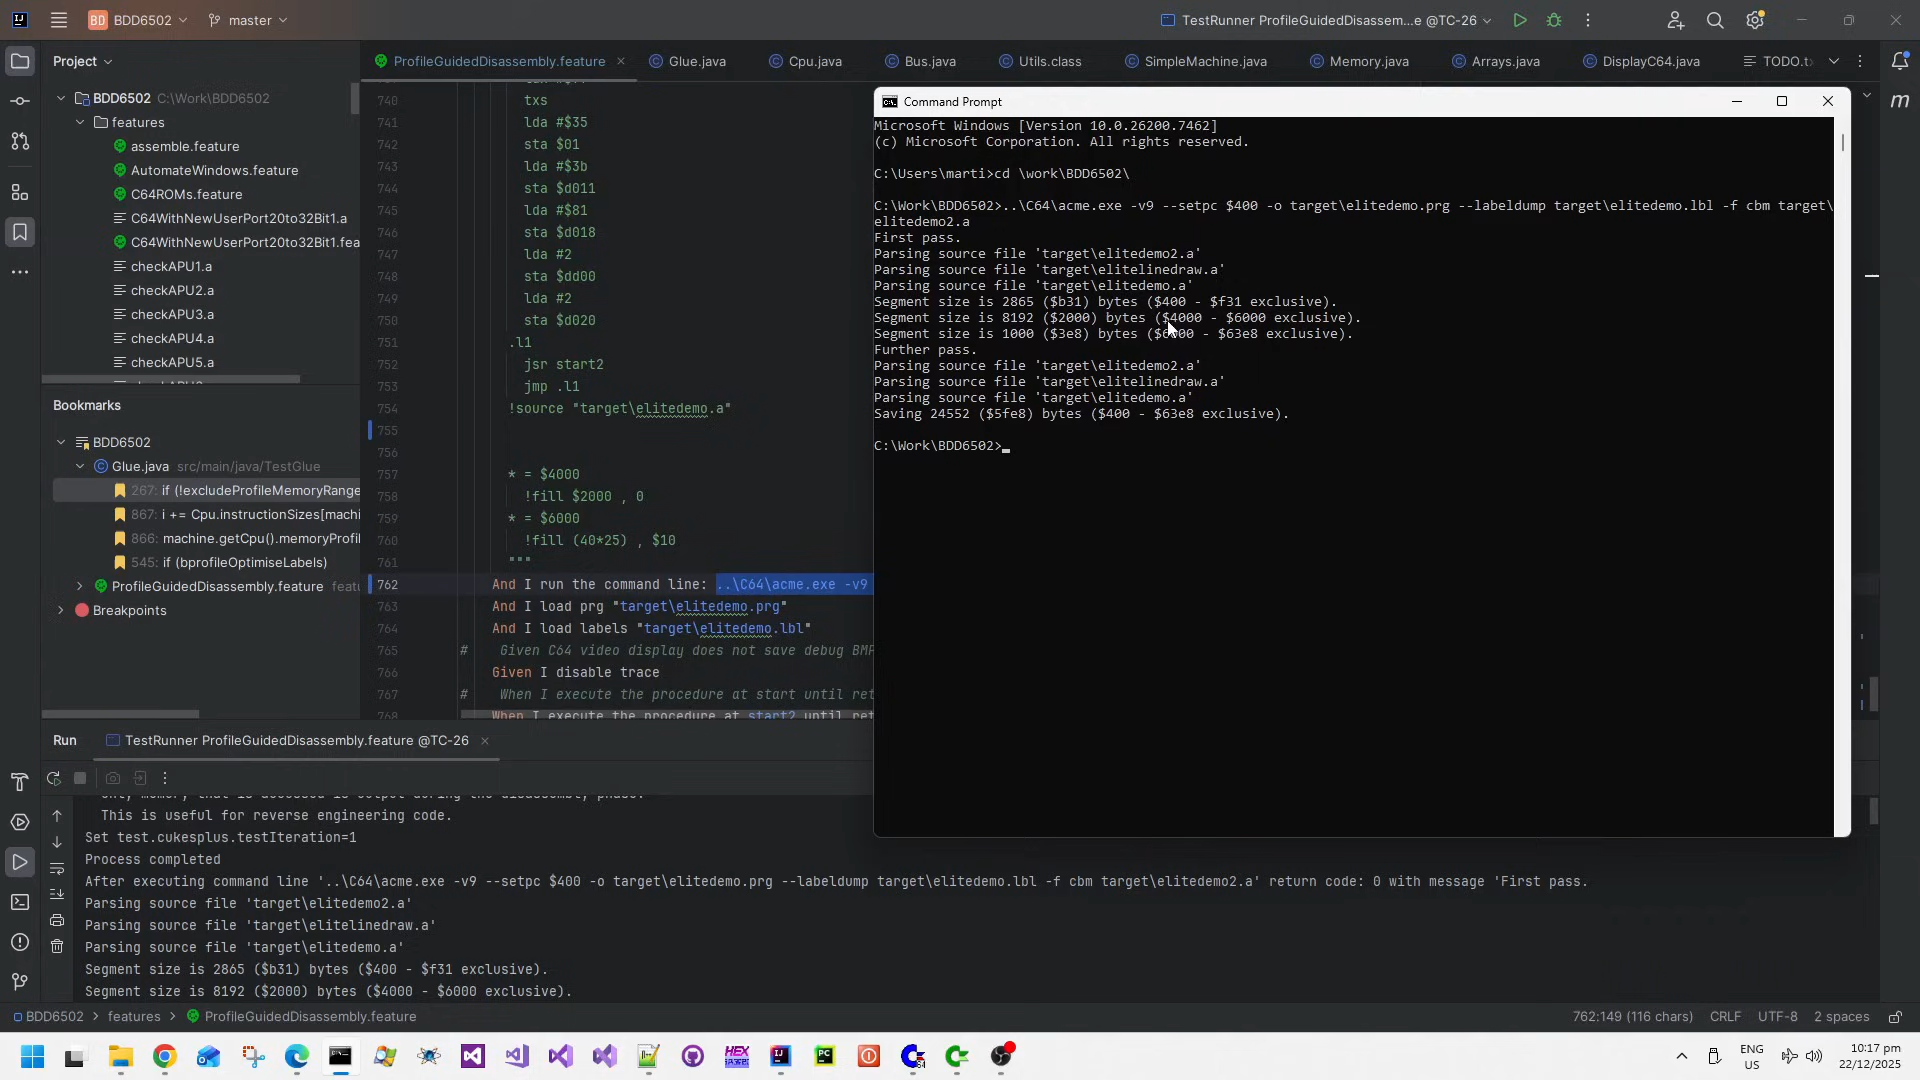 BD BDD6502 master TestRunner ProfileGuidedDisassem...e @TC-26
Project
ProfileGuidedDisassembly.feature
Glue.java
Cpu.java
Bus.java
Utils.class
SimpleMachine.java
Memory.java
Arrays.java
DisplayC64.java
BDD6502 C:\Work\BDD6502
features
assemble.feature
AutomateWindows.feature
C64ROMs.feature
C64WithNewUserPort20to32Bit1.a
C64WithNewUserPort20to32Bit1.fea
checkAPU1.a
checkAPU2.a
checkAPU3.a
checkAPU4.a
checkAPU5.a
Bookmarks
BDD6502
Glue.java src/main/java/TestGlue
267: if (!excludeProfileMemoryRange
867: i += Cpu.instructionSizes[machi
866: machine.getCpu().memoryProfil
545: if (bprofileOptimiseLabels)
ProfileGuidedDisassembly.feature featu
Breakpoints
740 txs
741 lda #$35
742 sta $01
743 lda #$3b
744 sta $d011
745 lda #$81
746 sta $d018
747 lda #2
748 sta $dd00
749 lda #2
750 sta $d020
751 .l1
752 jsr start2
753 jmp .l1
754 !source "target\elitedemo.a"
755
756
757 * = $4000
758 !fill $2000 , 0
759 * = $6000
760 !fill (40*25) , $10
761 """
762 And I run the command line: ..\C64\acme.exe -v9
763 And I load prg "target\elitedemo.prg"
764 And I load labels "target\elitedemo.lbl"
765 # Given C64 video display does not save debug BMP
766 Given I disable trace
767 # When I execute the procedure at start until ret
768 When I execute the procedure at start2 until ret
Command Prompt
Microsoft Windows [Version 10.0.26200.7462]
(c) Microsoft Corporation. All rights reserved.
C:\Users\marti>cd \work\BDD6502\
C:\Work\BDD6502>..\C64\acme.exe -v9 --setpc $400 -o target\elitedemo.prg --labeldump target\elitedemo.lbl -f cbm target\
elitedemo2.a
First pass.
Parsing source file 'target\elitedemo2.a'
Parsing source file 'target\elitelinedraw.a'
Parsing source file 'target\elitedemo.a'
Segment size is 2865 ($b31) bytes ($400 - $f31 exclusive).
Segment size is 8192 ($2000) bytes ($4000 - $6000 exclusive).
Segment size is 1000 ($3e8) bytes ($6000 - $63e8 exclusive).
Further pass.
Parsing source file 'target\elitedemo2.a'
Parsing source file 'target\elitelinedraw.a'
Parsing source file 'target\elitedemo.a'
Saving 24552 ($5fe8) bytes ($400 - $63e8 exclusive).
C:\Work\BDD6502>
Run TestRunner ProfileGuidedDisassembly.feature @TC-26
This is useful for reverse engineering code.
Set test.cukesplus.testIteration=1
Process completed
After executing command line '..\C64\acme.exe -v9 --setpc $400 -o target\elitedemo.prg --labeldump target\elitedemo.lbl -f cbm target\elitedemo2.a' return code: 0 with message 'First pass.
Parsing source file 'target\elitedemo2.a'
Parsing source file 'target\elitelinedraw.a'
Parsing source file 'target\elitedemo.a'
Segment size is 2865 ($b31) bytes ($400 - $f31 exclusive).
Segment size is 8192 ($2000) bytes ($4000 - $6000 exclusive).
BDD6502 > features > ProfileGuidedDisassembly.feature
762:149 (116 chars) CRLF UTF-8 2 spaces
ENG
US
10:17 pm
22/12/2025